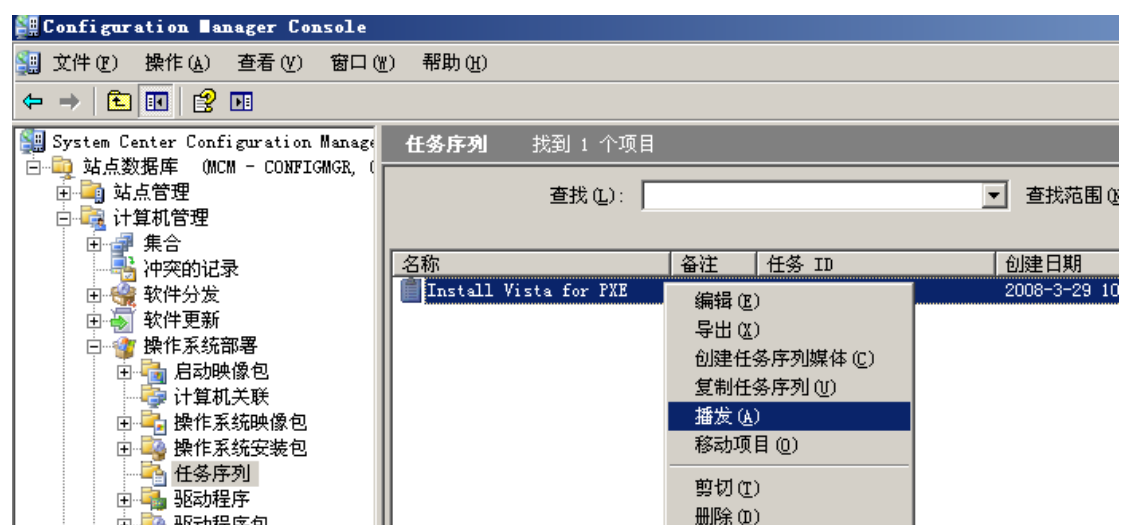 Configuration Manager Console
文件(F) 操作(A) 查看(V) 窗口(W) 帮助(H)
System Center Configuration Manage
站点数据库 (MCM - CONFIGMGR,
站点管理
计算机管理
集合
冲突的记录
软件分发
软件更新
操作系统部署
启动映像包
计算机关联
操作系统映像包
操作系统安装包
任务序列
驱动程序
驱动程序包
任务序列 找到 1 个项目
查找(L): 查找范围
名称 备注 任务 ID 创建日期
Install Vista for PXE 2008-3-29 10
编辑(E)
导出(X)
创建任务序列媒体(C)
复制任务序列(U)
播发(A)
移动项目(O)
剪切(T)
删除(D)